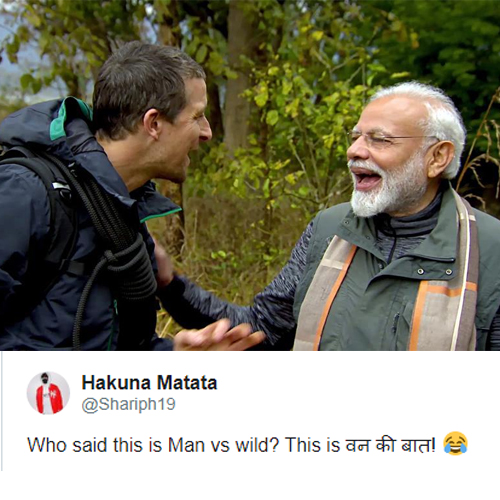 Hakuna Matata
@Shariph19
Who said this is Man vs wild? This is वन की बात! 😂